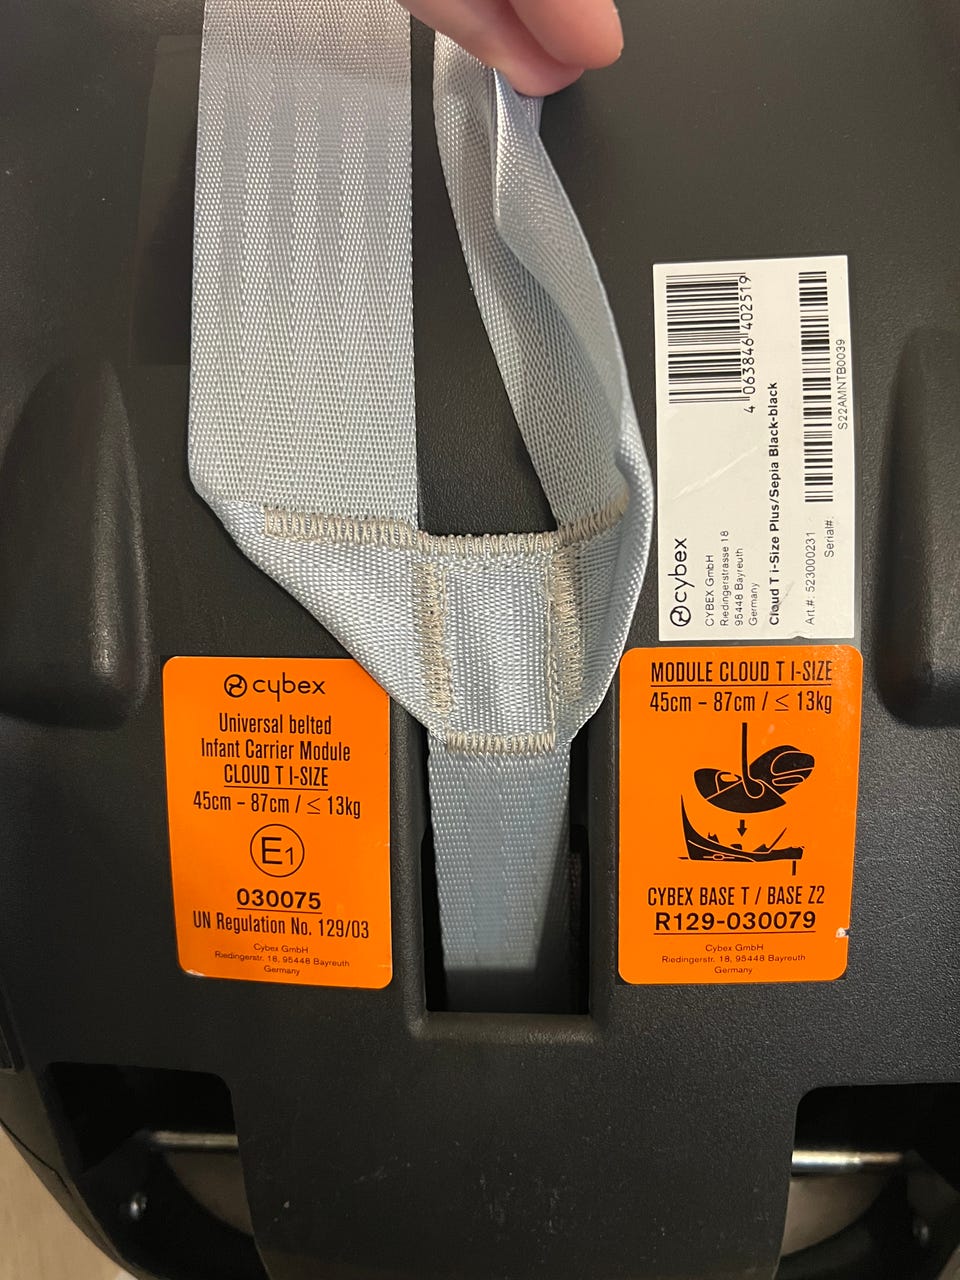 4 063846 402519
cybex
CYBEX GmbH
Riedingerstrasse 18
95448 Bayreuth
Germany
Cloud T i-Size Plus/Sepia Black-black
Art.#: 523000231
Serial#:
S22AMNTB0039
cybex
Universal belted
Infant Carrier Module
CLOUD T I-SIZE
45cm – 87cm / ≤ 13kg
E1
030075
UN Regulation No. 129/03
Cybex GmbH
Riedingerstr. 18, 95448 Bayreuth
Germany
MODULE CLOUD T I-SIZE
45cm – 87cm / ≤ 13kg
CYBEX BASE T / BASE Z2
R129-030079
Cybex GmbH
Riedingerstr. 18, 95448 Bayreuth
Germany